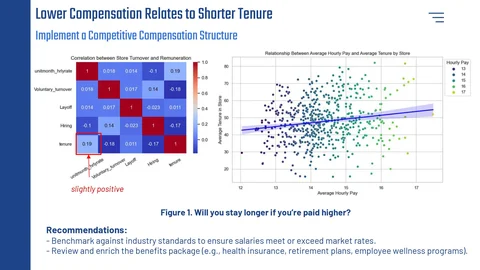 Lower Compensation Relates to Shorter Tenure
Implement a Competitive Compensation Structure
Correlation between Store Turnover and Remuneration
unitmonth_hrlyrate 1 0.016 0.014 -0.1 0.19
Voluntary_turnover 0.016 1 0.017 0.14 -0.18
Layoff 0.014 0.017 1 -0.023 0.011
Hiring -0.1 0.14 -0.023 1 -0.17
tenure 0.19 -0.18 0.011 -0.17 1
unitmonth_hrlyrate Voluntary_turnover Layoff Hiring tenure
1.0
0.8
0.6
0.4
0.2
0.0
slightly positive
Relationship Between Average Hourly Pay and Average Tenure by Store
Average Tenure in Store
80
70
60
50
40
30
20
12 13 14 15 16 17
Average Hourly Pay
Hourly Pay
13
14
15
16
17
Figure 1. Will you stay longer if you're paid higher?
Recommendations:
- Benchmark against industry standards to ensure salaries meet or exceed market rates.
- Review and enrich the benefits package (e.g., health insurance, retirement plans, employee wellness programs).